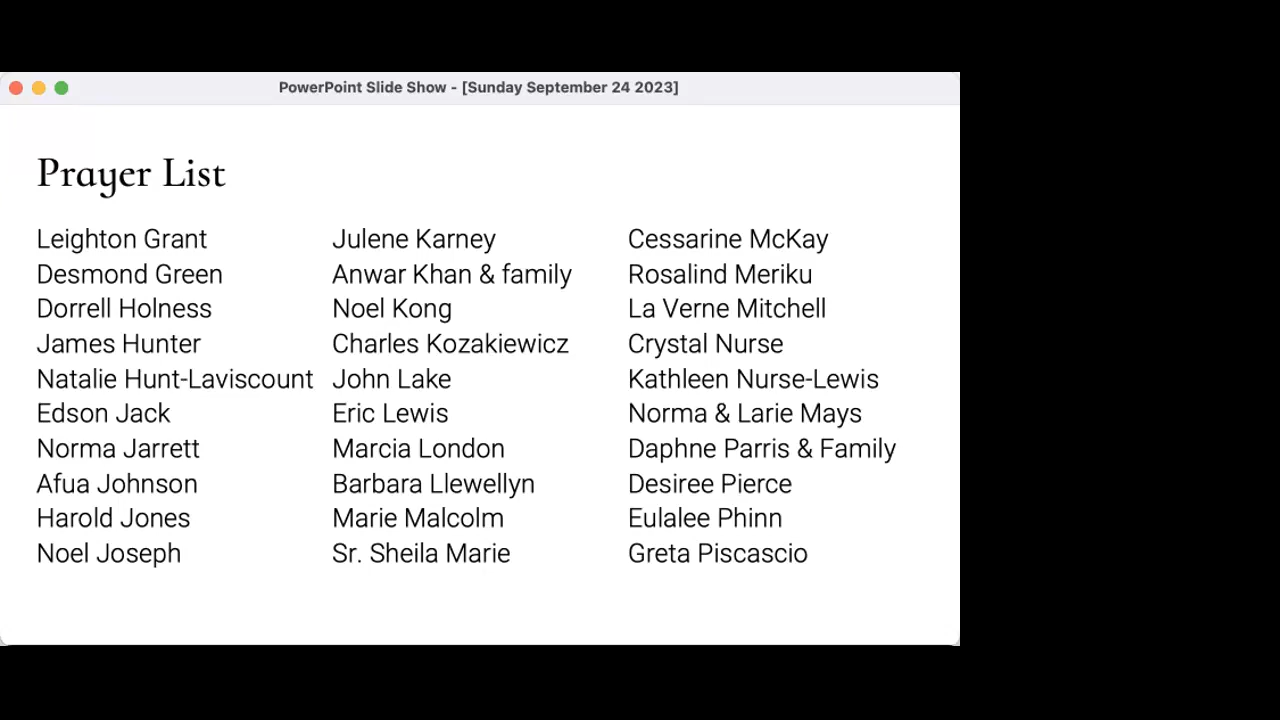 PowerPoint Slide Show - [Sunday September 24 2023]
Prayer List
Leighton Grant
Desmond Green
Dorrell Holness
James Hunter
Natalie Hunt-Laviscount
Edson Jack
Norma Jarrett
Afua Johnson
Harold Jones
Noel Joseph
Julene Karney
Anwar Khan & family
Noel Kong
Charles Kozakiewicz
John Lake
Eric Lewis
Marcia London
Barbara Llewellyn
Marie Malcolm
Sr. Sheila Marie
Cessarine McKay
Rosalind Meriku
La Verne Mitchell
Crystal Nurse
Kathleen Nurse-Lewis
Norma & Larie Mays
Daphne Parris & Family
Desiree Pierce
Eulalee Phinn
Greta Piscascio